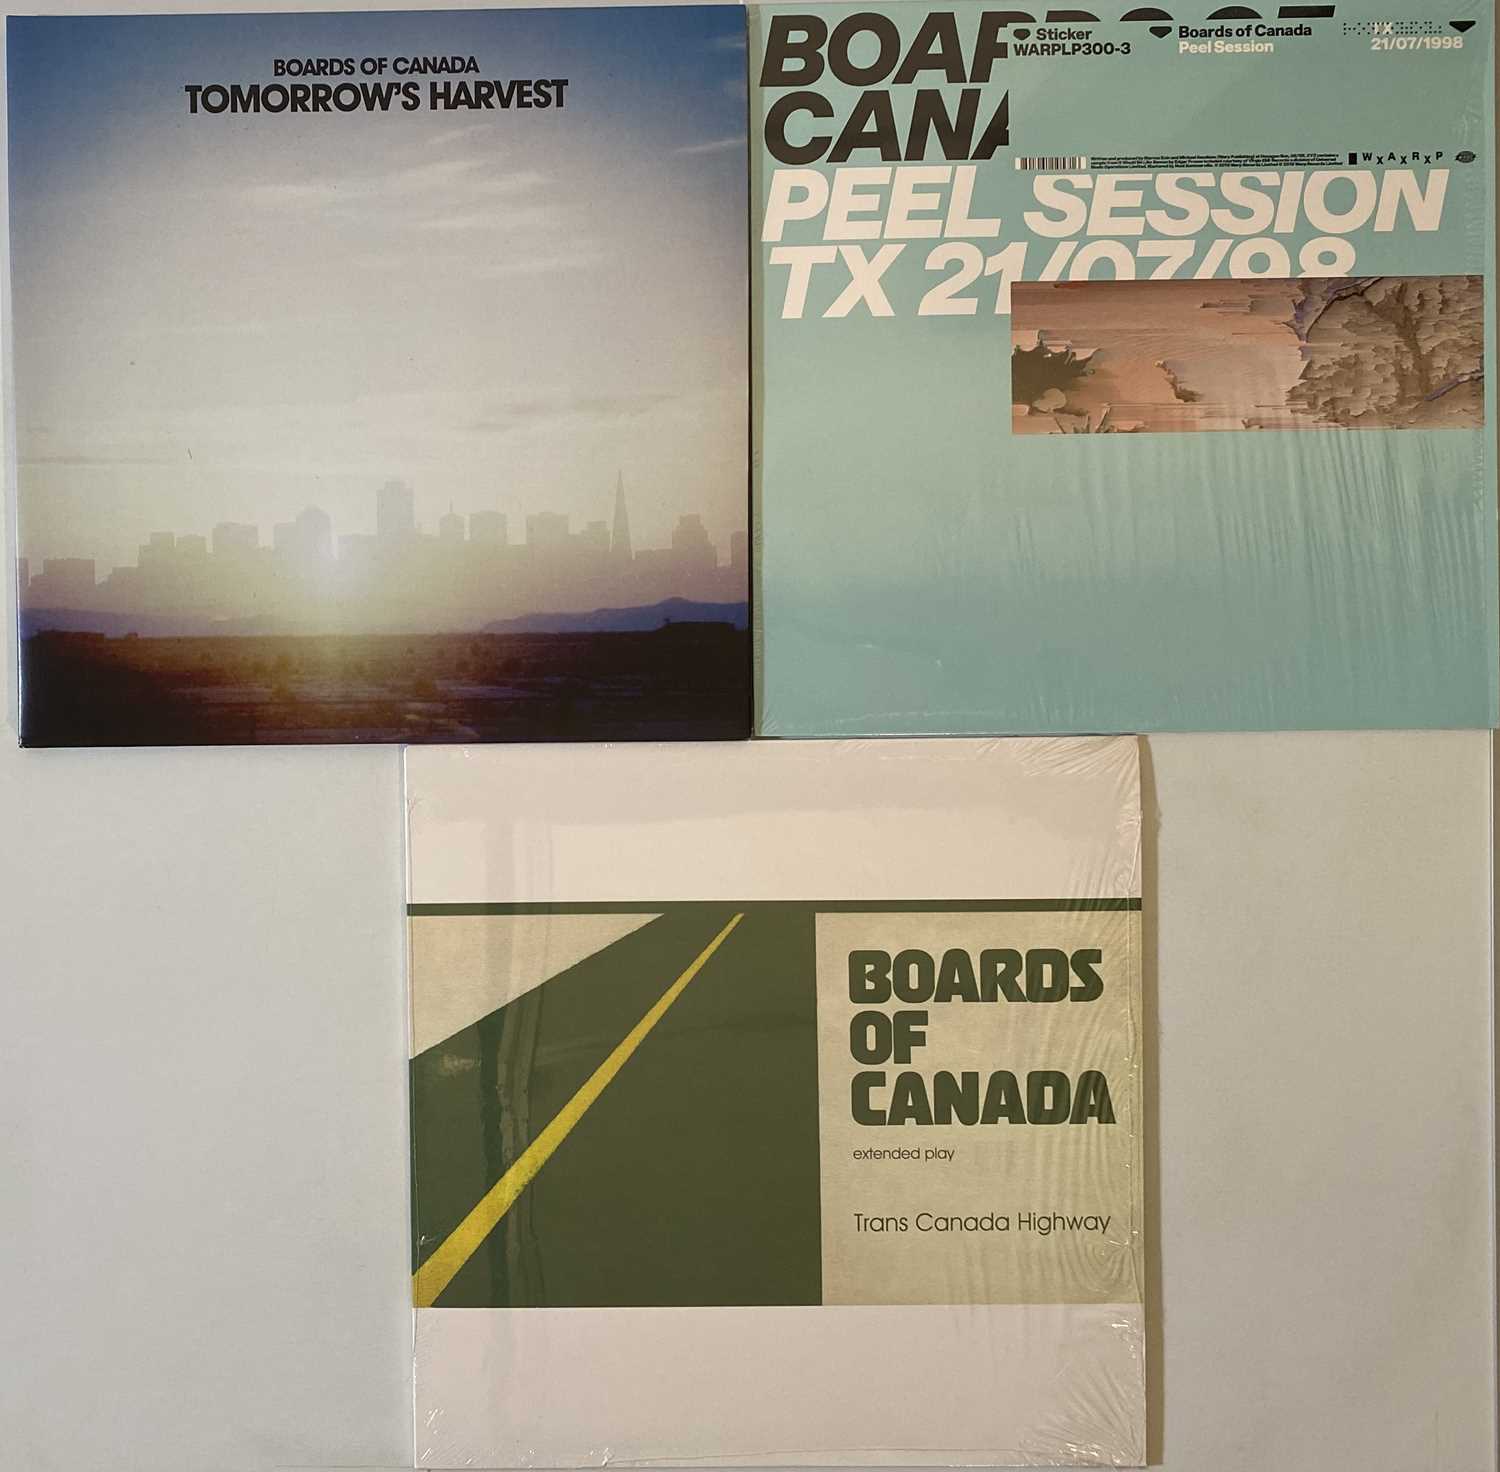 BOARDS OF CANADA
TOMORROW'S HARVEST
BOAR
CANA
PEEL SESSION
TX 21/07/98
Sticker
WARPLP300-3
Boards of Canada
Peel Session
TX
21/07/1998
WxAxRxP
BOARDS
OF
CANADA
extended play
Trans Canada Highway